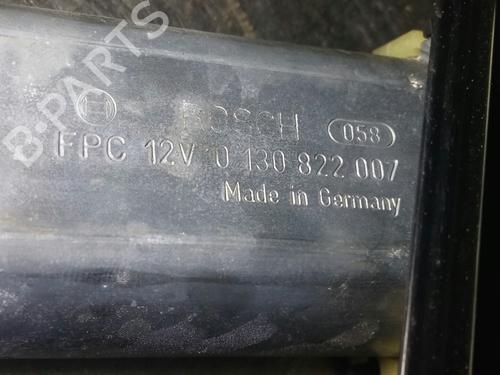 BOSCH 058
FPC 12V 0 130 822 007
Made in Germany
B-PARTS